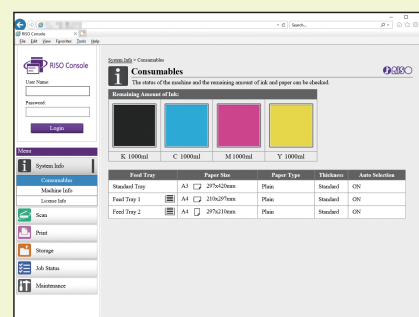 Search...
RISO Console
File Edit View Favorites Tools Help
RISO Console
User Name:
Password:
Login
Menu
System Info
Consumables
Machine Info
License Info
Scan
Print
Storage
Job Status
Maintenance
System Info > Consumables
Consumables
The status of the machine and the remaining amount of ink and paper can be checked.
RISO
Remaining Amount of Ink:
K 1000ml C 1000ml M 1000ml Y 1000ml
Feed Tray Paper Size Paper Type Thickness Auto Selection
Standard Tray A3 297x420mm Plain Standard ON
Feed Tray 1 A4 210x297mm Plain Standard ON
Feed Tray 2 A4 297x210mm Plain Standard ON